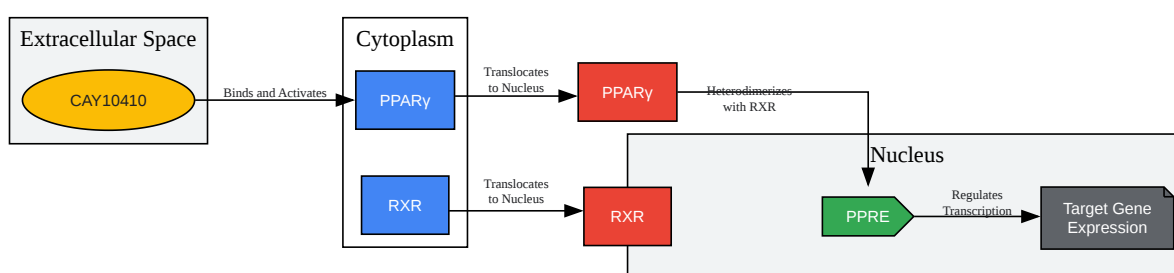 Extracellular Space
CAY10410
Binds and Activates
Cytoplasm
PPARγ
Translocates
to Nucleus
PPARγ
Heterodimerizes
with RXR
RXR
Translocates
to Nucleus
RXR
Nucleus
PPRE
Regulates
Transcription
Target Gene
Expression